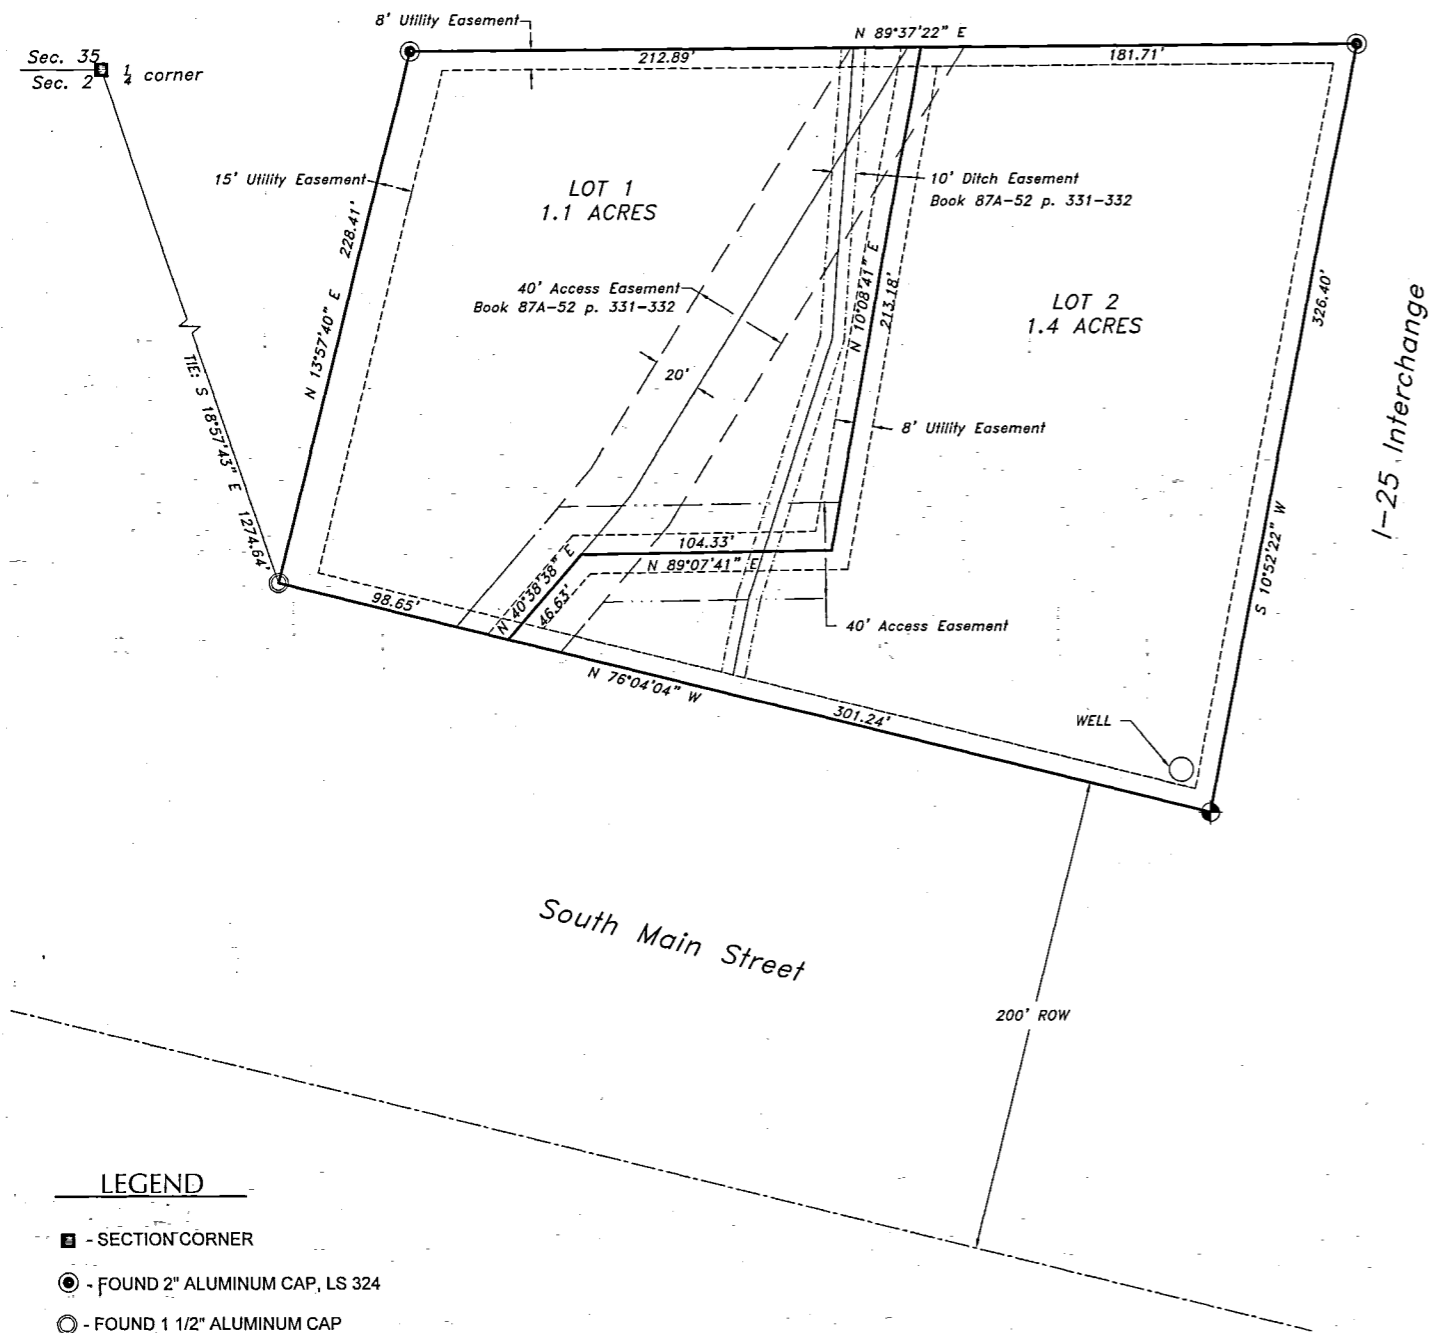 8' Utility Easement
N 89°37'22" E
Sec. 35
Sec. 2
1/4 corner
212.89'
181.71'
15' Utility Easement
LOT 1
1.1 ACRES
10' Ditch Easement
Book 87A-52 p. 331-332
228.41'
N 13°57'40" E
40' Access Easement
Book 87A-52 p. 331-332
N 10°08'41" E
213.18'
LOT 2
1.4 ACRES
326.40'
I-25 Interchange
20'
TIE: S 18°57'43" E 1274.64'
8' Utility Easement
S 10°52'22" W
104.33'
N 89°07'41" E
N 40°38'38" E
46.63'
98.65'
40' Access Easement
N 76°04'04" W
301.24'
WELL
South Main Street
200' ROW
LEGEND
- SECTION CORNER
- FOUND 2" ALUMINUM CAP, LS 324
- FOUND 1 1/2" ALUMINUM CAP